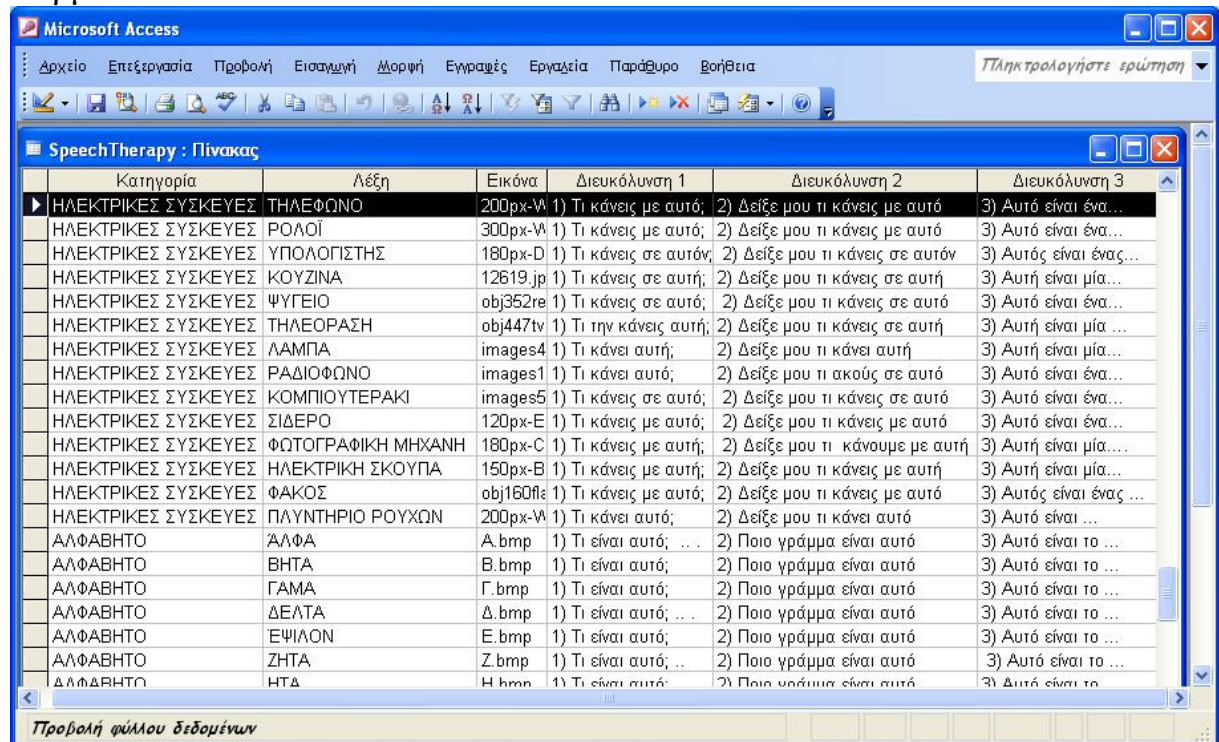 Microsoft Access
Αρχείο Επεξεργασία Προβολή Εισαγωγή Μορφή Εγγραφές Εργαλεία Παράθυρο Βοήθεια Πληκτρολογήστε ερώτηση
SpeechTherapy : Πίνακας
Κατηγορία Λέξη Εικόνα Διευκόλυνση 1 Διευκόλυνση 2 Διευκόλυνση 3
ΗΛΕΚΤΡΙΚΕΣ ΣΥΣΚΕΥΕΣ ΤΗΛΕΦΩΝΟ 200px-W 1) Τι κάνεις με αυτό; 2) Δείξε μου τι κάνεις με αυτό 3) Αυτό είναι ένα...
ΗΛΕΚΤΡΙΚΕΣ ΣΥΣΚΕΥΕΣ ΡΟΛΟΪ 300px-W 1) Τι κάνεις με αυτό; 2) Δείξε μου τι κάνεις με αυτό 3) Αυτό είναι ένα...
ΗΛΕΚΤΡΙΚΕΣ ΣΥΣΚΕΥΕΣ ΥΠΟΛΟΓΙΣΤΗΣ 180px-D 1) Τι κάνεις σε αυτόν; 2) Δείξε μου τι κάνεις σε αυτόν 3) Αυτός είναι ένας...
ΗΛΕΚΤΡΙΚΕΣ ΣΥΣΚΕΥΕΣ ΚΟΥΖΙΝΑ 12619.jp 1) Τι κάνεις σε αυτή; 2) Δείξε μου τι κάνεις σε αυτή 3) Αυτή είναι μία...
ΗΛΕΚΤΡΙΚΕΣ ΣΥΣΚΕΥΕΣ ΨΥΓΕΙΟ obj352re 1) Τι κάνεις σε αυτό; 2) Δείξε μου τι κάνεις σε αυτό 3) Αυτό είναι ένα...
ΗΛΕΚΤΡΙΚΕΣ ΣΥΣΚΕΥΕΣ ΤΗΛΕΟΡΑΣΗ obj447tv 1) Τι την κάνεις αυτή; 2) Δείξε μου τι κάνεις σε αυτή 3) Αυτή είναι μία ...
ΗΛΕΚΤΡΙΚΕΣ ΣΥΣΚΕΥΕΣ ΛΑΜΠΑ images4 1) Τι κάνει αυτή; 2) Δείξε μου τι κάνει αυτή 3) Αυτή είναι μία...
ΗΛΕΚΤΡΙΚΕΣ ΣΥΣΚΕΥΕΣ ΡΑΔΙΟΦΩΝΟ images1 1) Τι κάνει αυτό; 2) Δείξε μου τι ακούς σε αυτό 3) Αυτό είναι ένα...
ΗΛΕΚΤΡΙΚΕΣ ΣΥΣΚΕΥΕΣ ΚΟΜΠΙΟΥΤΕΡΑΚΙ images5 1) Τι κάνεις σε αυτό; 2) Δείξε μου τι κάνεις σε αυτό 3) Αυτό είναι ένα...
ΗΛΕΚΤΡΙΚΕΣ ΣΥΣΚΕΥΕΣ ΣΙΔΕΡΟ 120px-E 1) Τι κάνεις με αυτό; 2) Δείξε μου τι κάνεις με αυτό 3) Αυτό είναι ένα...
ΗΛΕΚΤΡΙΚΕΣ ΣΥΣΚΕΥΕΣ ΦΩΤΟΓΡΑΦΙΚΗ ΜΗΧΑΝΗ 180px-C 1) Τι κάνεις με αυτή; 2) Δείξε μου τι κάνουμε με αυτή 3) Αυτή είναι μία....
ΗΛΕΚΤΡΙΚΕΣ ΣΥΣΚΕΥΕΣ ΗΛΕΚΤΡΙΚΗ ΣΚΟΥΠΑ 150px-B 1) Τι κάνεις με αυτή; 2) Δείξε μου τι κάνεις με αυτή 3) Αυτή είναι μία...
ΗΛΕΚΤΡΙΚΕΣ ΣΥΣΚΕΥΕΣ ΦΑΚΟΣ obj160fla 1) Τι κάνεις με αυτό; 2) Δείξε μου τι κάνεις με αυτό 3) Αυτός είναι ένας ...
ΗΛΕΚΤΡΙΚΕΣ ΣΥΣΚΕΥΕΣ ΠΛΥΝΤΗΡΙΟ ΡΟΥΧΩΝ 200px-W 1) Τι κάνει αυτό; 2) Δείξε μου τι κάνει αυτό 3) Αυτό είναι ...
ΑΛΦΑΒΗΤΟ ΆΛΦΑ Α.bmp 1) Τι είναι αυτό; .. . 2) Ποιο γράμμα είναι αυτό 3) Αυτό είναι το ...
ΑΛΦΑΒΗΤΟ ΒΗΤΑ Β.bmp 1) Τι είναι αυτό; 2) Ποιο γράμμα είναι αυτό 3) Αυτό είναι το ...
ΑΛΦΑΒΗΤΟ ΓΑΜΑ Γ.bmp 1) Τι είναι αυτό; 2) Ποιο γράμμα είναι αυτό 3) Αυτό είναι το ...
ΑΛΦΑΒΗΤΟ ΔΕΛΤΑ Δ.bmp 1) Τι είναι αυτό; .. . 2) Ποιο γράμμα είναι αυτό 3) Αυτό είναι το ...
ΑΛΦΑΒΗΤΟ ΈΨΙΛΟΝ Ε.bmp 1) Τι είναι αυτό; 2) Ποιο γράμμα είναι αυτό 3) Αυτό είναι το ...
ΑΛΦΑΒΗΤΟ ΖΗΤΑ Ζ.bmp 1) Τι είναι αυτό; .. 2) Ποιο γράμμα είναι αυτό 3) Αυτό είναι το ...
ΑΛΦΑΒΗΤΟ ΗΤΑ Η.bmp 1) Τι είναι αυτό; 2) Ποιο γράμμα είναι αυτό 3) Αυτό είναι το
Προβολή φύλλου δεδομένων